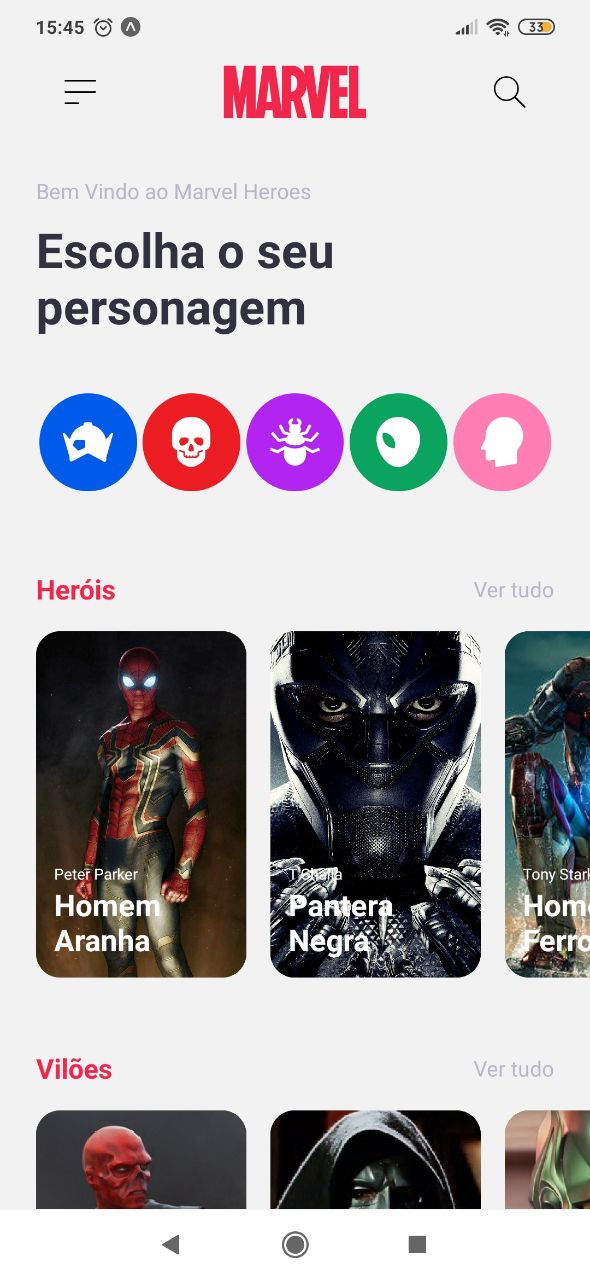 15:45
33
MARVEL
Bem Vindo ao Marvel Heroes
Escolha o seu
personagem
Heróis
Ver tudo
Peter Parker
Homem
Aranha
T'Challa
Pantera
Negra
Tony Stark
Home
Ferro
Vilões
Ver tudo